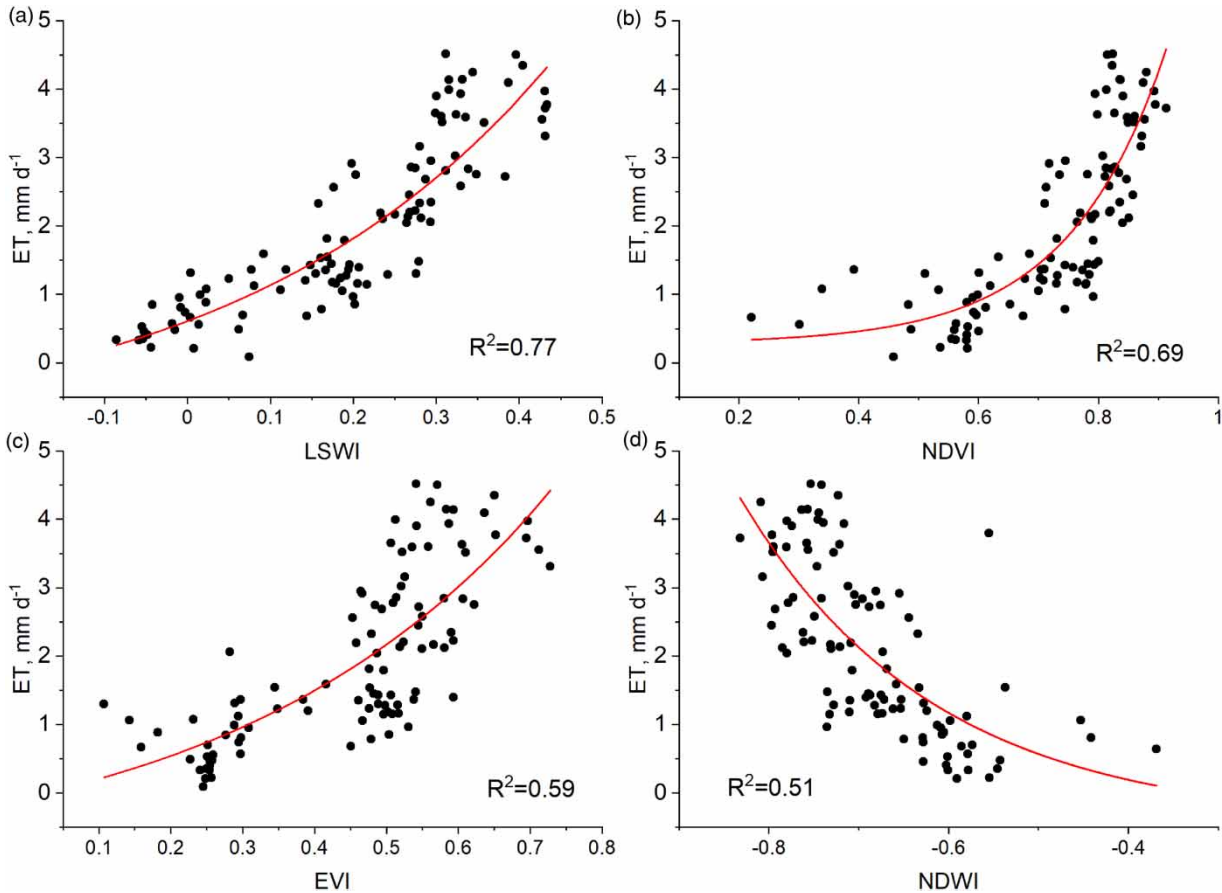 (a)
5
4
3
2
1
0
ET, mm d⁻¹
R²=0.77
-0.1 0 0.1 0.2 0.3 0.4 0.5
LSWI
(b)
5
4
3
2
1
0
ET, mm d⁻¹
R²=0.69
0.2 0.4 0.6 0.8 1
NDVI
(c)
5
4
3
2
1
0
ET, mm d⁻¹
R²=0.59
0.1 0.2 0.3 0.4 0.5 0.6 0.7 0.8
EVI
(d)
5
4
3
2
1
0
ET, mm d⁻¹
R²=0.51
-0.8 -0.6 -0.4
NDWI